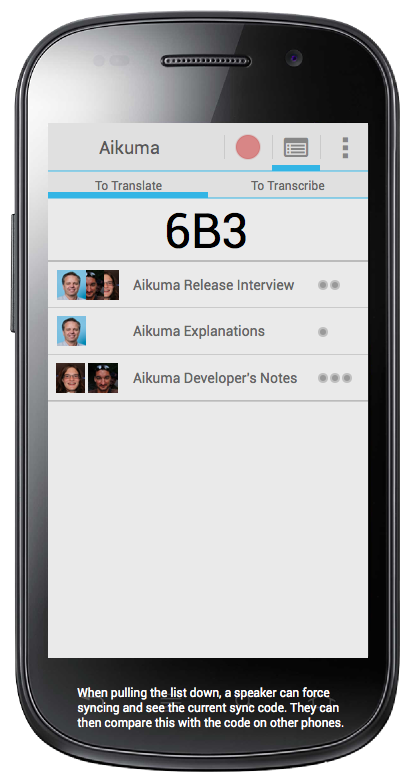 Aikuma
To Translate To Transcribe
6B3
Aikuma Release Interview
Aikuma Explanations
Aikuma Developer's Notes
When pulling the list down, a speaker can force
syncing and see the current sync code. They can
then compare this with the code on other phones.